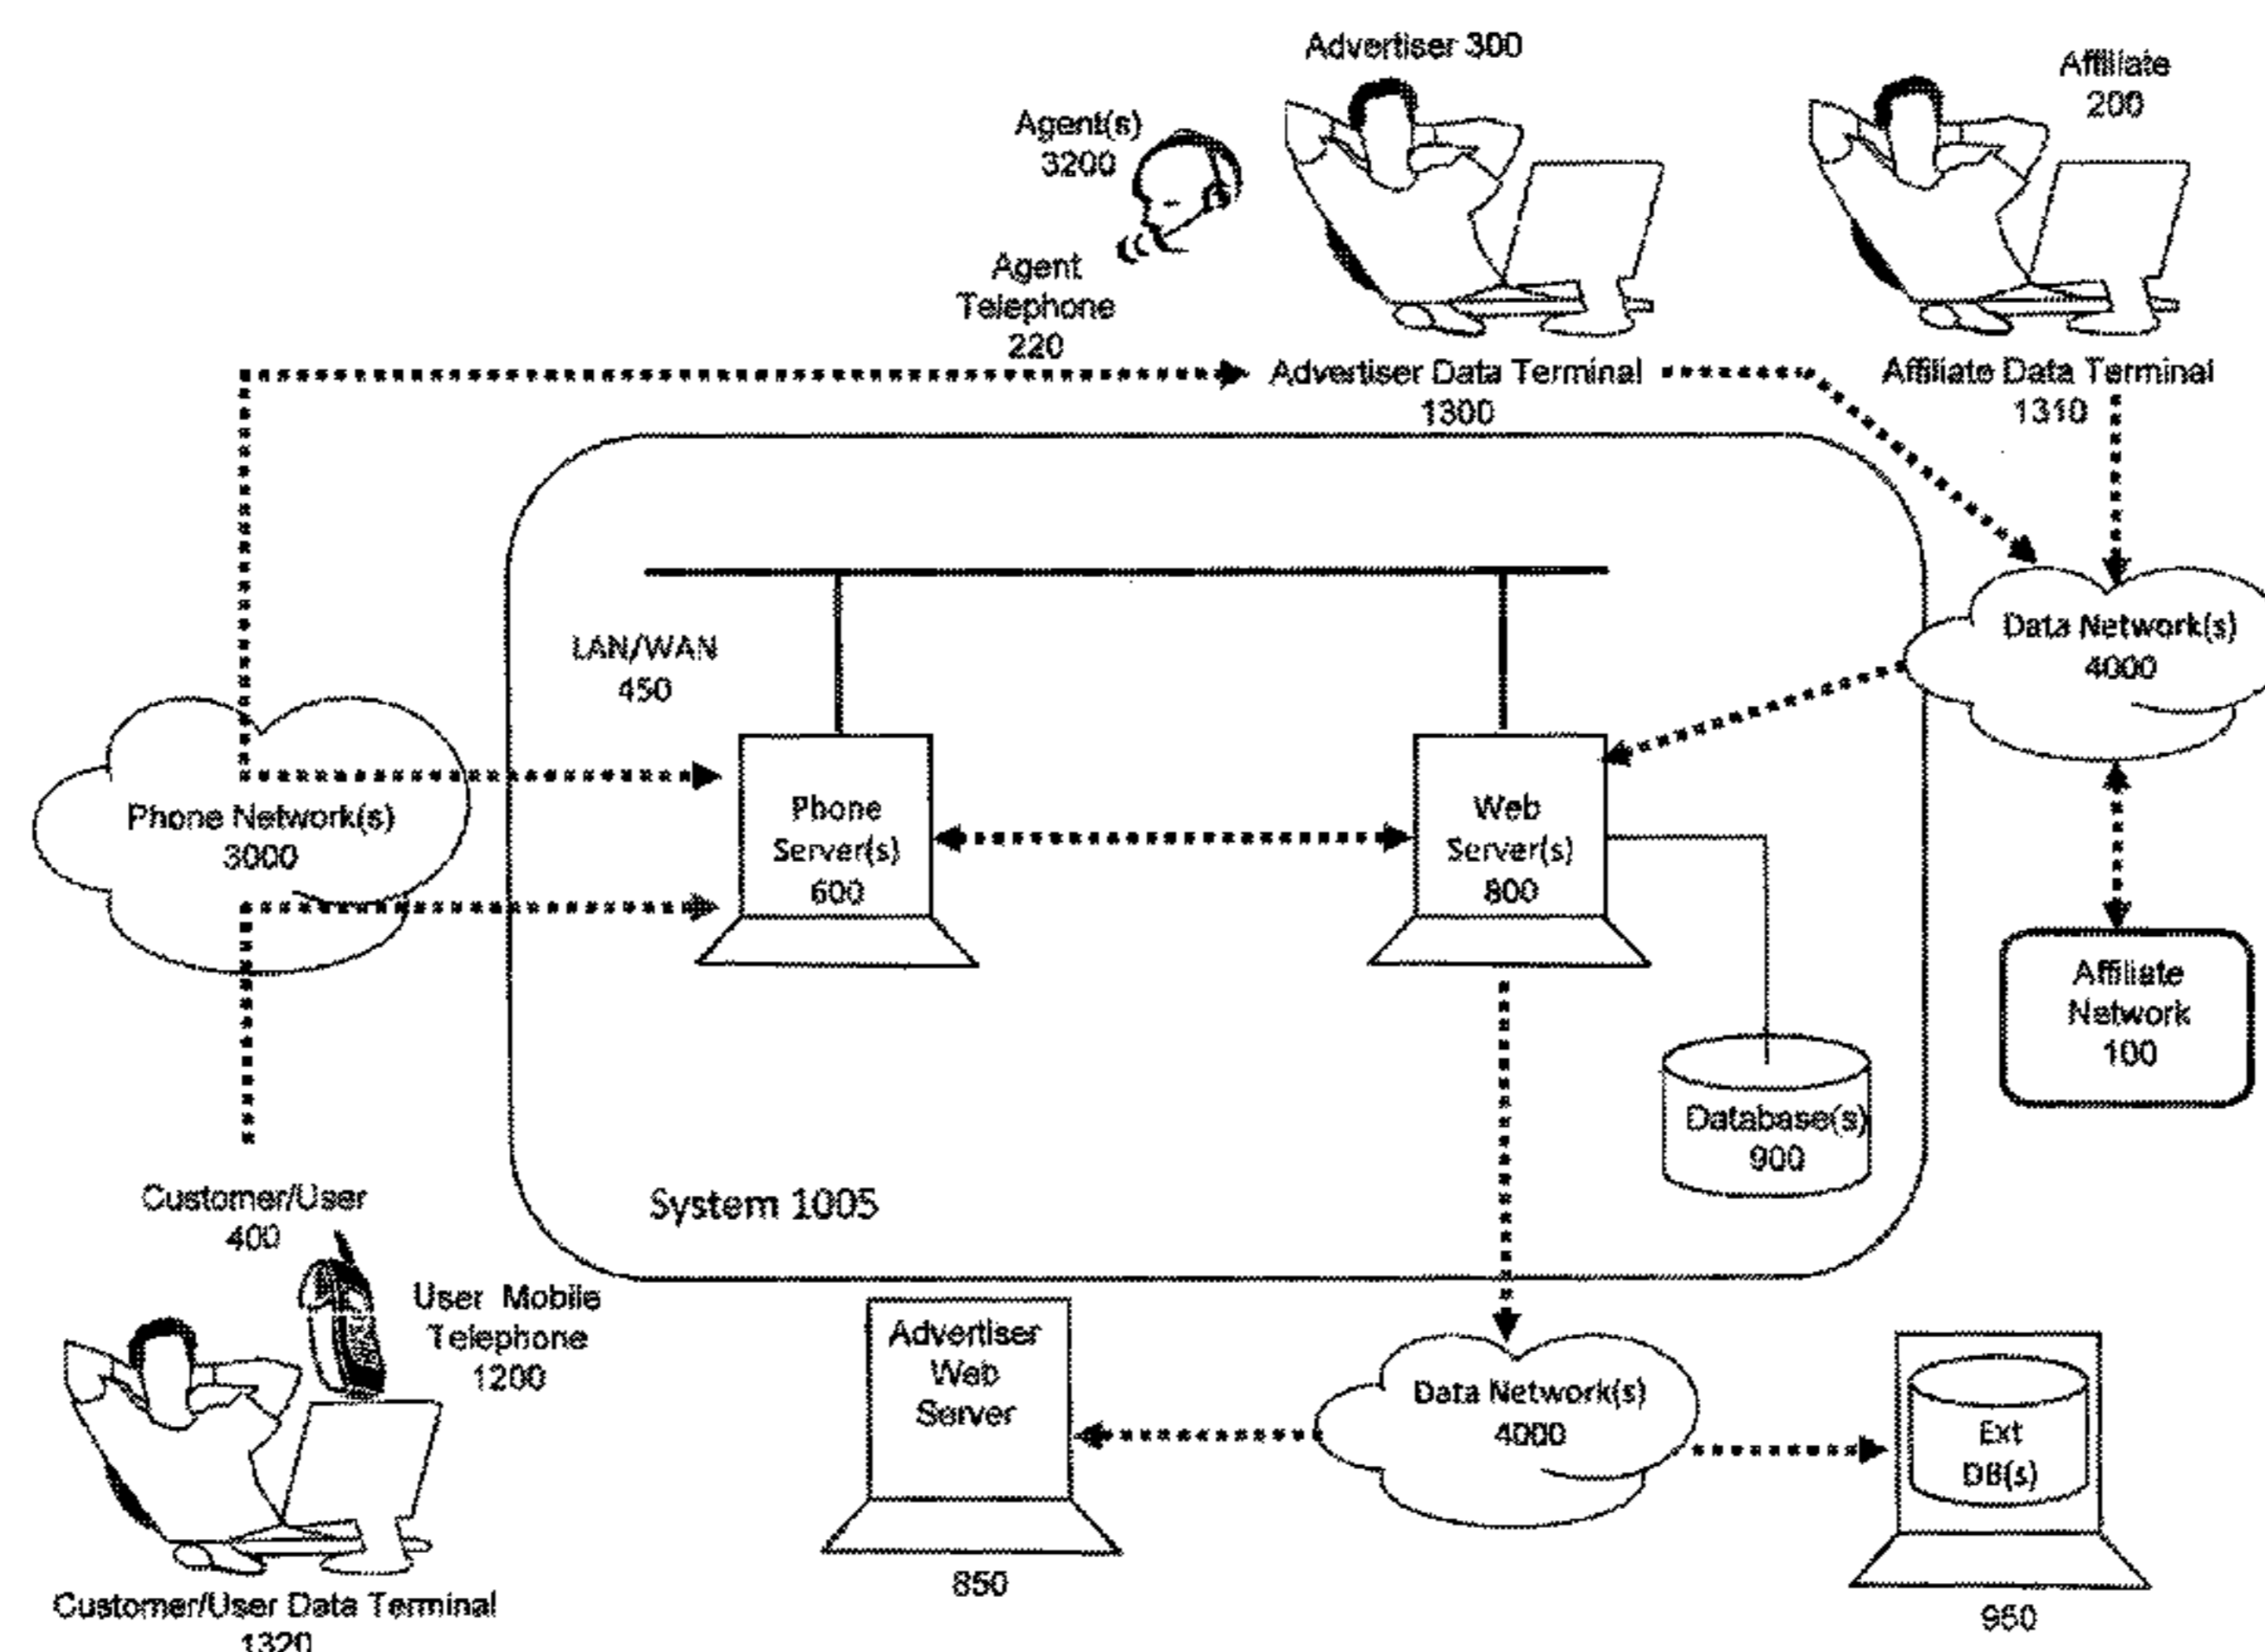 Advertiser 300
Affiliate
200
Agent(s)
3200
Agent
Telephone
220
Advertiser Data Terminal
1300
Affiliate Data Terminal
1310
LAN/WAN
450
Data Network(s)
4000
Phone Network(s)
3000
Phone
Server(s)
600
Web
Server(s)
800
Affiliate
Network
100
Database(s)
900
System 1005
Customer/User
400
User Mobile
Telephone
1200
Advertiser
Web
Server
850
Data Network(s)
4000
Ext
DB(s)
950
Customer/User Data Terminal
1320